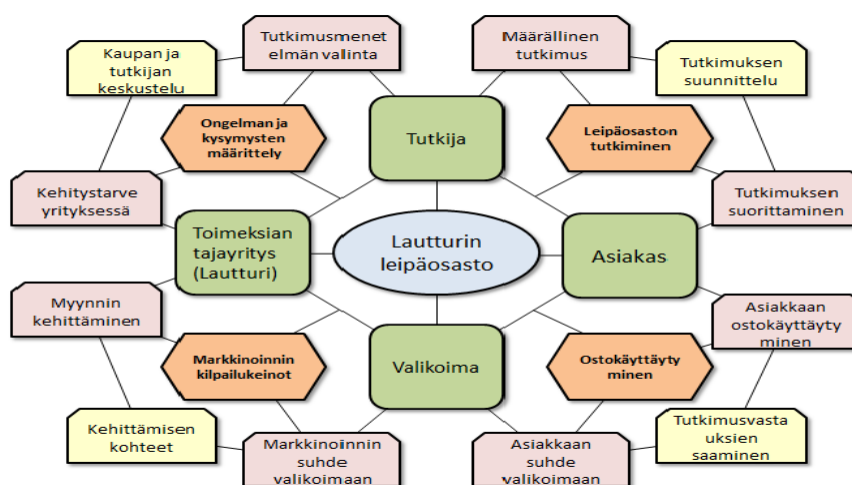 Kaupan ja
tutkijan
keskustelu
Tutkimusmenet
elmän valinta
Määrällinen
tutkimus
Tutkimuksen
suunnittelu
Ongelman ja
kysymysten
määrittely
Tutkija
Leipäosaston
tutkiminen
Kehitystarve
yrityksessä
Tutkimuksen
suorittaminen
Toimeksian
tajayritys
(Lautturi)
Lautturin
leipäosasto
Asiakas
Myynnin
kehittäminen
Asiakkaan
ostokäyttäyty
minen
Markkinoinnin
kilpailukeinot
Valikoima
Ostokäyttäyty
minen
Kehittämisen
kohteet
Markkinoinnin
suhde
valikoimaan
Asiakkaan
suhde
valikoimaan
Tutkimusvasta
uksien
saaminen